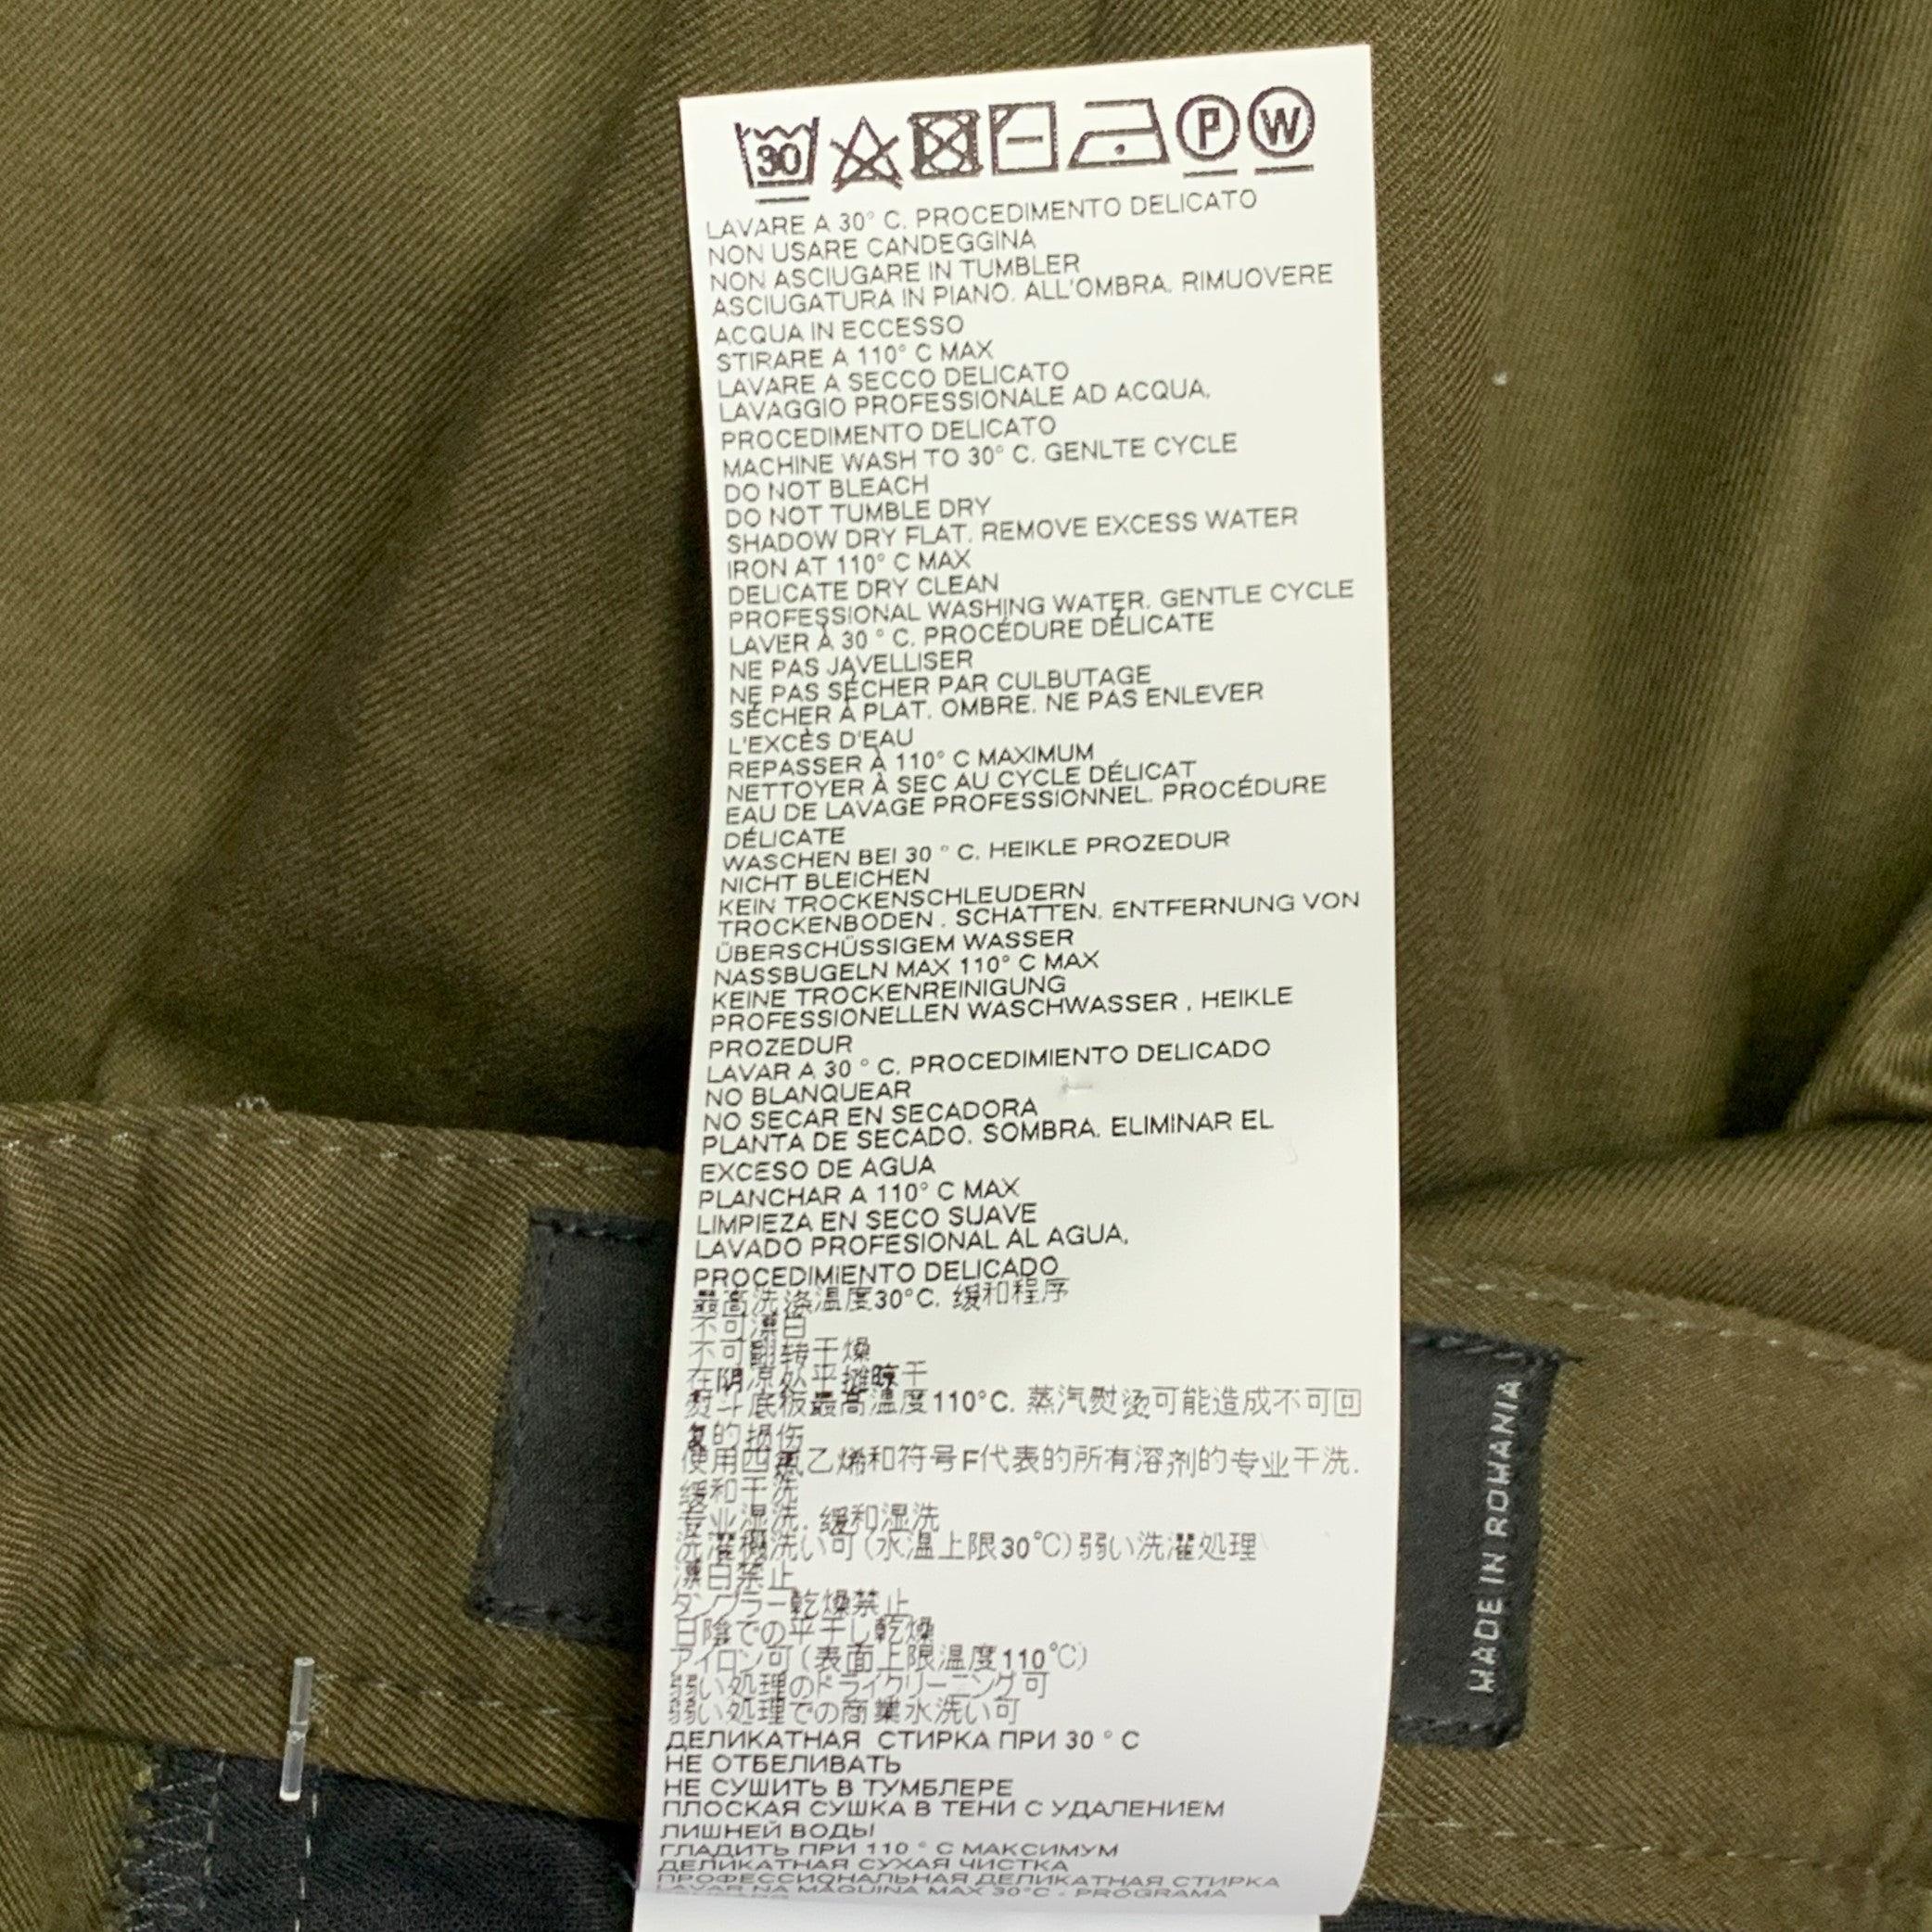 30 P W
LAVARE A 30° C. PROCEDIMENTO DELICATO
NON USARE CANDEGGINA
NON ASCIUGARE IN TUMBLER
ASCIUGATURA IN PIANO. ALL'OMBRA. RIMUOVERE
ACQUA IN ECCESSO
STIRARE A 110° C MAX
LAVARE A SECCO DELICATO
LAVAGGIO PROFESSIONALE AD ACQUA,
PROCEDIMENTO DELICATO
MACHINE WASH TO 30° C. GENLTE CYCLE
DO NOT BLEACH
DO NOT TUMBLE DRY
SHADOW DRY FLAT. REMOVE EXCESS WATER
IRON AT 110° C MAX
DELICATE DRY CLEAN
PROFESSIONAL WASHING WATER. GENTLE CYCLE
LAVER À 30 ° C. PROCÉDURE DÉLICATE
NE PAS JAVELLISER
NE PAS SÉCHER PAR CULBUTAGE
SÉCHER À PLAT. OMBRE. NE PAS ENLEVER
L'EXCÈS D'EAU
REPASSER À 110° C MAXIMUM
NETTOYER À SEC AU CYCLE DÉLICAT
EAU DE LAVAGE PROFESSIONNEL. PROCÉDURE
DÉLICATE
WASCHEN BEI 30 ° C. HEIKLE PROZEDUR
NICHT BLEICHEN
KEIN TROCKENSCHLEUDERN
TROCKENBODEN . SCHATTEN. ENTFERNUNG VON
ÜBERSCHÜSSIGEM WASSER
NASSBUGELN MAX 110° C MAX
KEINE TROCKENREINIGUNG
PROFESSIONELLEN WASCHWASSER , HEIKLE
PROZEDUR
LAVAR A 30 ° C. PROCEDIMIENTO DELICADO
NO BLANQUEAR
NO SECAR EN SECADORA
PLANTA DE SECADO. SOMBRA. ELIMINAR EL
EXCESO DE AGUA
PLANCHAR A 110° C MAX
LIMPIEZA EN SECO SUAVE
LAVADO PROFESIONAL AL AGUA,
PROCEDIMIENTO DELICADO
最高洗涤温度30°C. 缓和程序
不可漂白
不可翻转干燥
在阴凉处平摊晾干
熨斗底板最高温度110°C. 蒸汽熨烫可能造成不可回
复的损伤
使用四氯乙烯和符号F代表的所有溶剂的专业干洗.
缓和干洗
专业湿洗. 缓和湿洗
洗濯機洗い可(水温上限30℃)弱い洗濯処理
漂白禁止
タンブラー乾燥禁止
日陰での平干し乾燥
アイロン可(表面上限温度110℃)
弱い処理のドライクリーニング可
弱い処理での商業水洗い可
ДЕЛИКАТНАЯ СТИРКА ПРИ 30 ° C
НЕ ОТБЕЛИВАТЬ
НЕ СУШИТЬ В ТУМБЛЕРЕ
ПЛОСКАЯ СУШКА В ТЕНИ С УДАЛЕНИЕМ
ЛИШНЕЙ ВОДЫ
ГЛАДИТЬ ПРИ 110 ° C МАКСИМУМ
ДЕЛИКАТНАЯ СУХАЯ ЧИСТКА
ПРОФЕССИОНАЛЬНАЯ ДЕЛИКАТНАЯ СТИРКА
LAVAR NA MAQUINA MAX 30°C - PROGRAMA
MADE IN ROMANIA